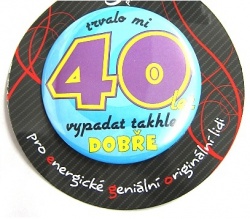 trvalo mi
40 let
vypadat takhle
DOBŘE
pro energické geniální originální lidi